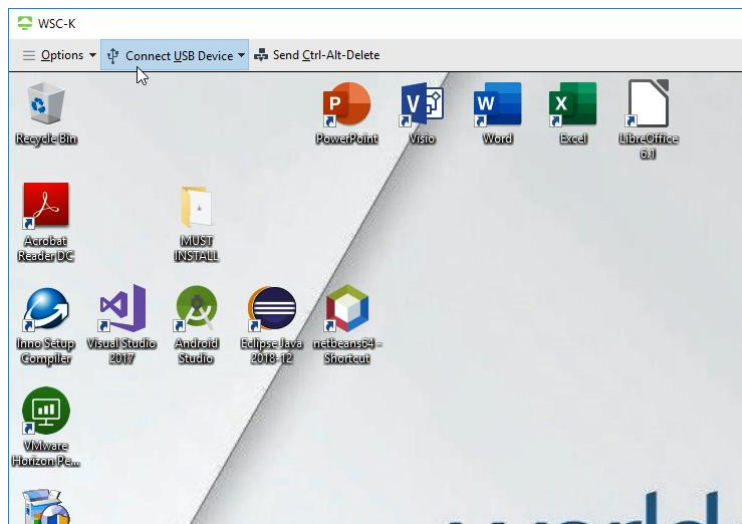 WSC-K
Options
Connect USB Device
Send Ctrl-Alt-Delete
Recycle Bin
PowerPoint
Visio
Word
Excel
LibreOffice
6.1
Acrobat
Reader DC
MUST
INSTALL
Inno Setup
Compiler
Visual Studio
2017
Android
Studio
Eclipse Java
2018-12
netbeans64 -
Shortcut
VMware
Horizon Pe...
world